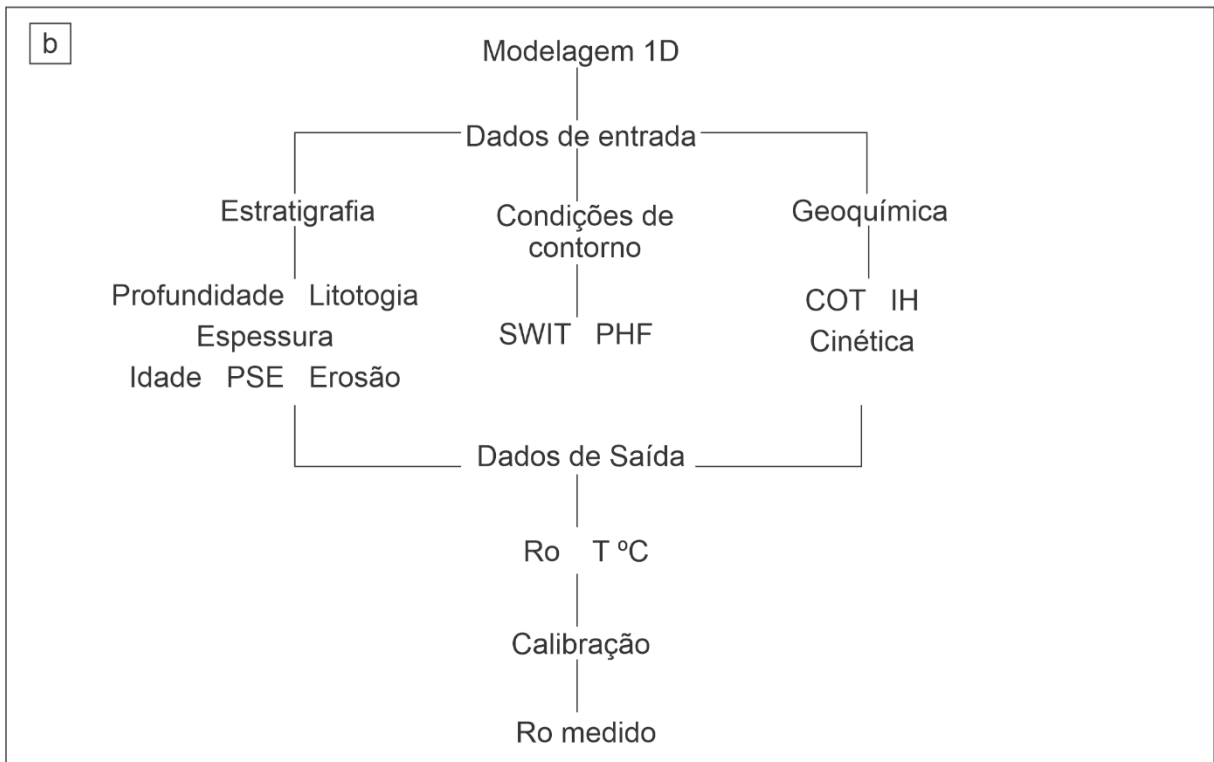 b
Modelagem 1D
Dados de entrada
Estratigrafia
Condições de
contorno
Geoquímica
Profundidade Litotogia
Espessura
Idade PSE Erosão
SWIT PHF
COT IH
Cinética
Dados de Saída
Ro T ºC
Calibração
Ro medido